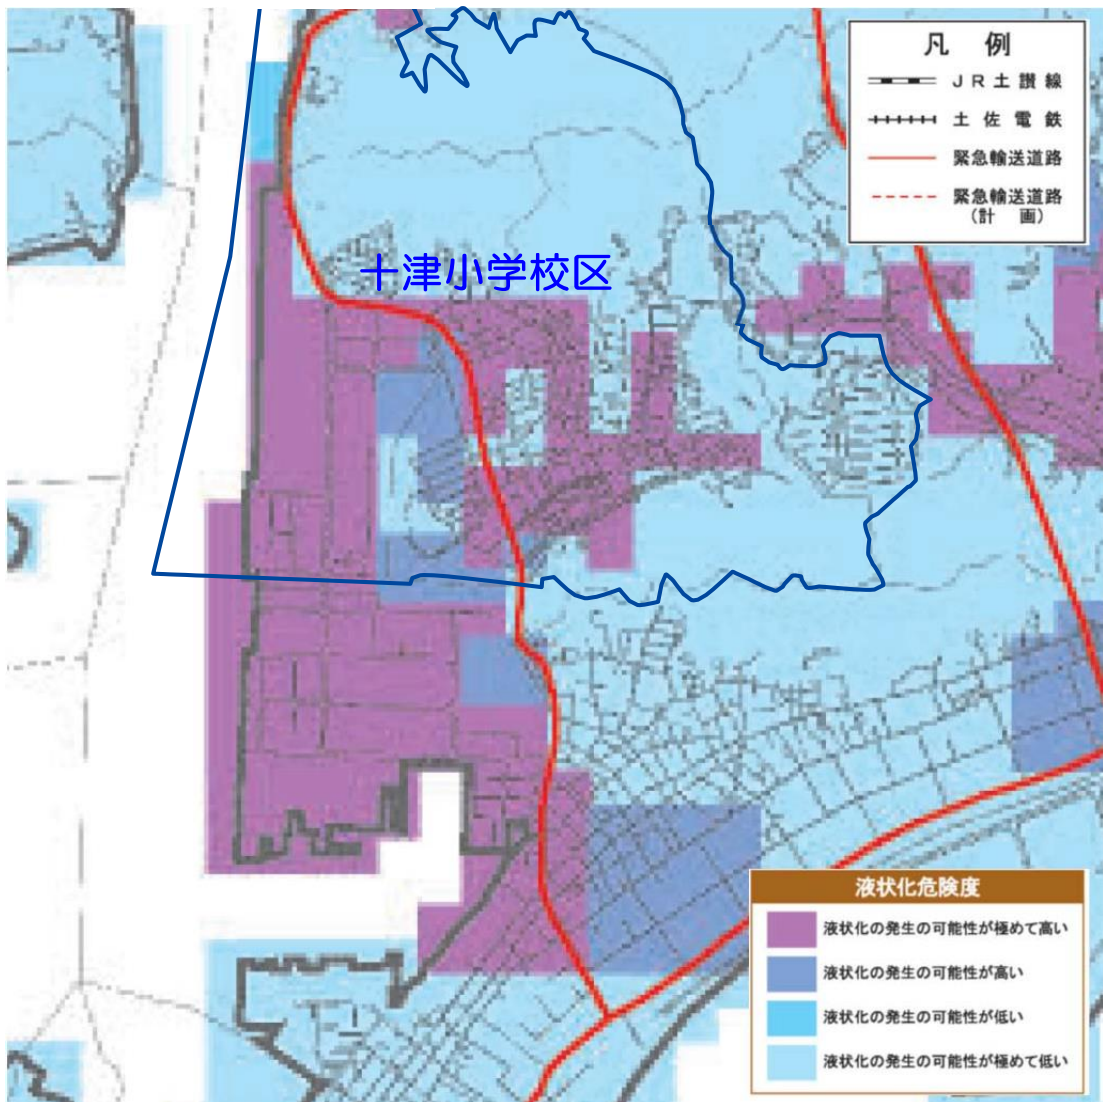 凡 例
JR土讃線
土佐電鉄
緊急輸送道路
緊急輸送道路
(計 画)
十津小学校区
液状化危険度
液状化の発生の可能性が極めて高い
液状化の発生の可能性が高い
液状化の発生の可能性が低い
液状化の発生の可能性が極めて低い